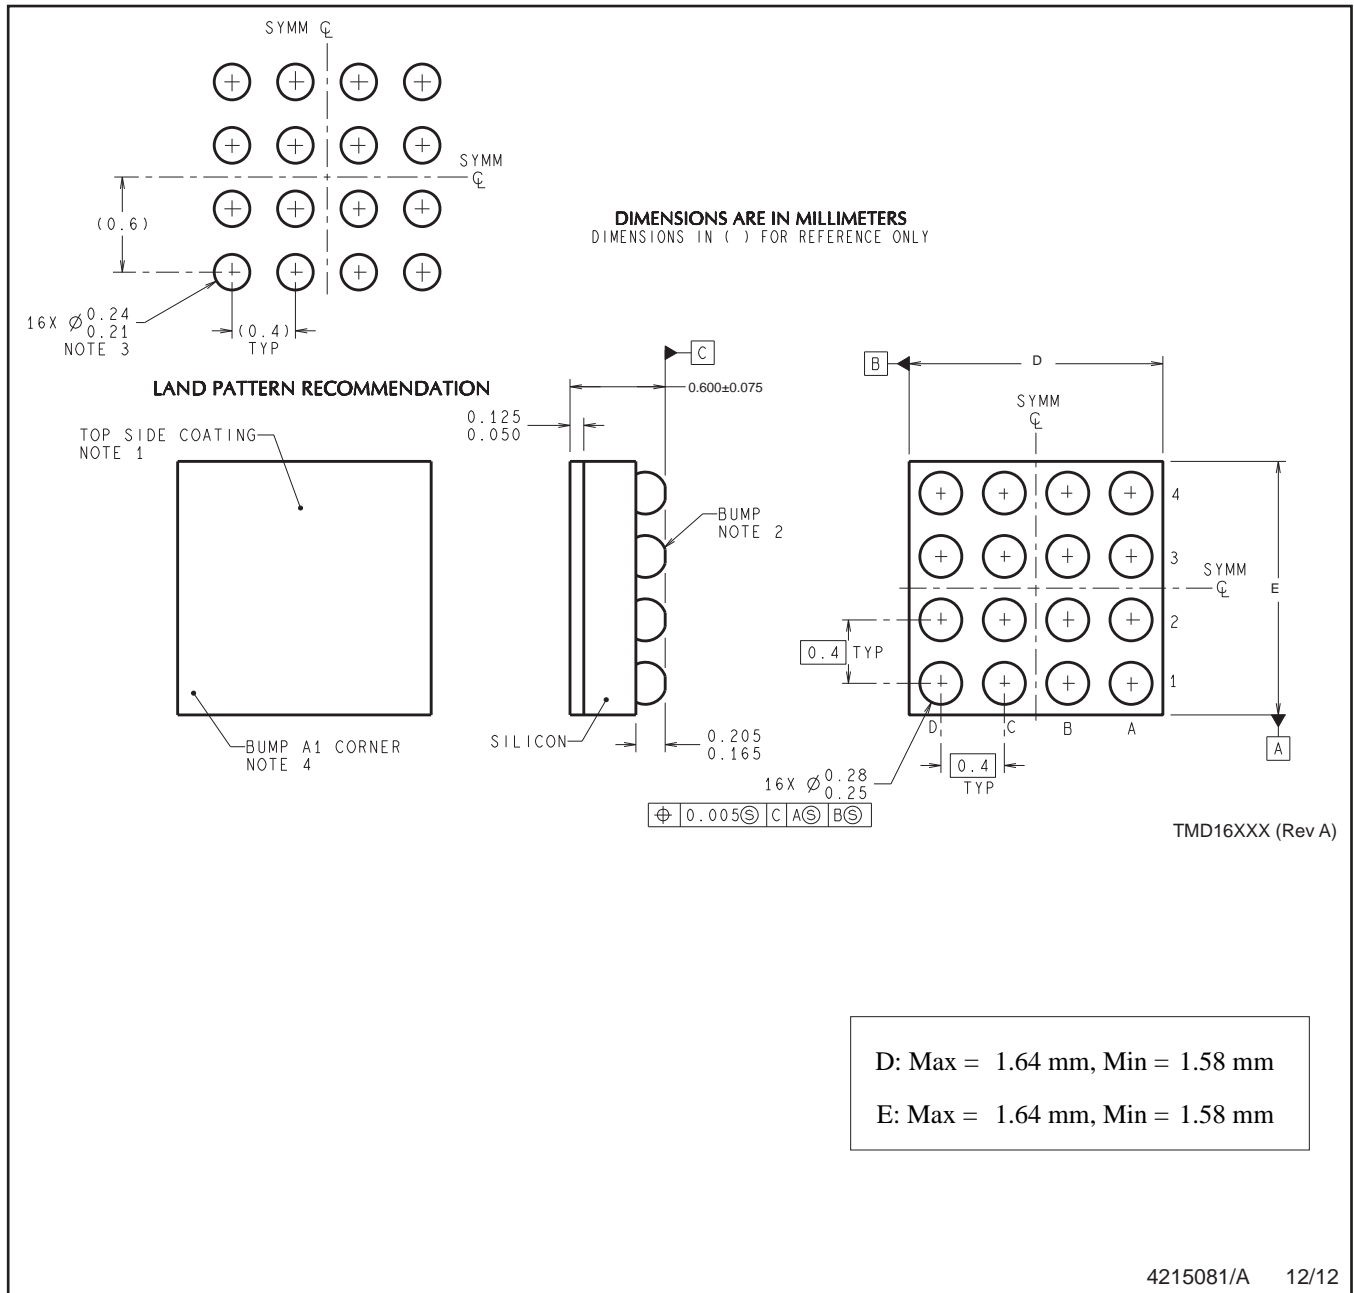 SYMM ℄
SYMM
℄
(0.6)
DIMENSIONS ARE IN MILLIMETERS
DIMENSIONS IN ( ) FOR REFERENCE ONLY
16X Ø 0.24
0.21
NOTE 3
(0.4)
TYP
LAND PATTERN RECOMMENDATION
C
0.600±0.075
0.125
0.050
B
D
SYMM
℄
TOP SIDE COATING
NOTE 1
BUMP
NOTE 2
4
3
2
1
SYMM
℄
E
0.4 TYP
BUMP A1 CORNER
NOTE 4
SILICON
0.205
0.165
D C B A
A
0.4
TYP
16X Ø 0.28
0.25
⌖ 0.005Ⓢ C AⓈ BⓈ
TMD16XXX (Rev A)
D: Max = 1.64 mm, Min = 1.58 mm
E: Max = 1.64 mm, Min = 1.58 mm
4215081/A 12/12